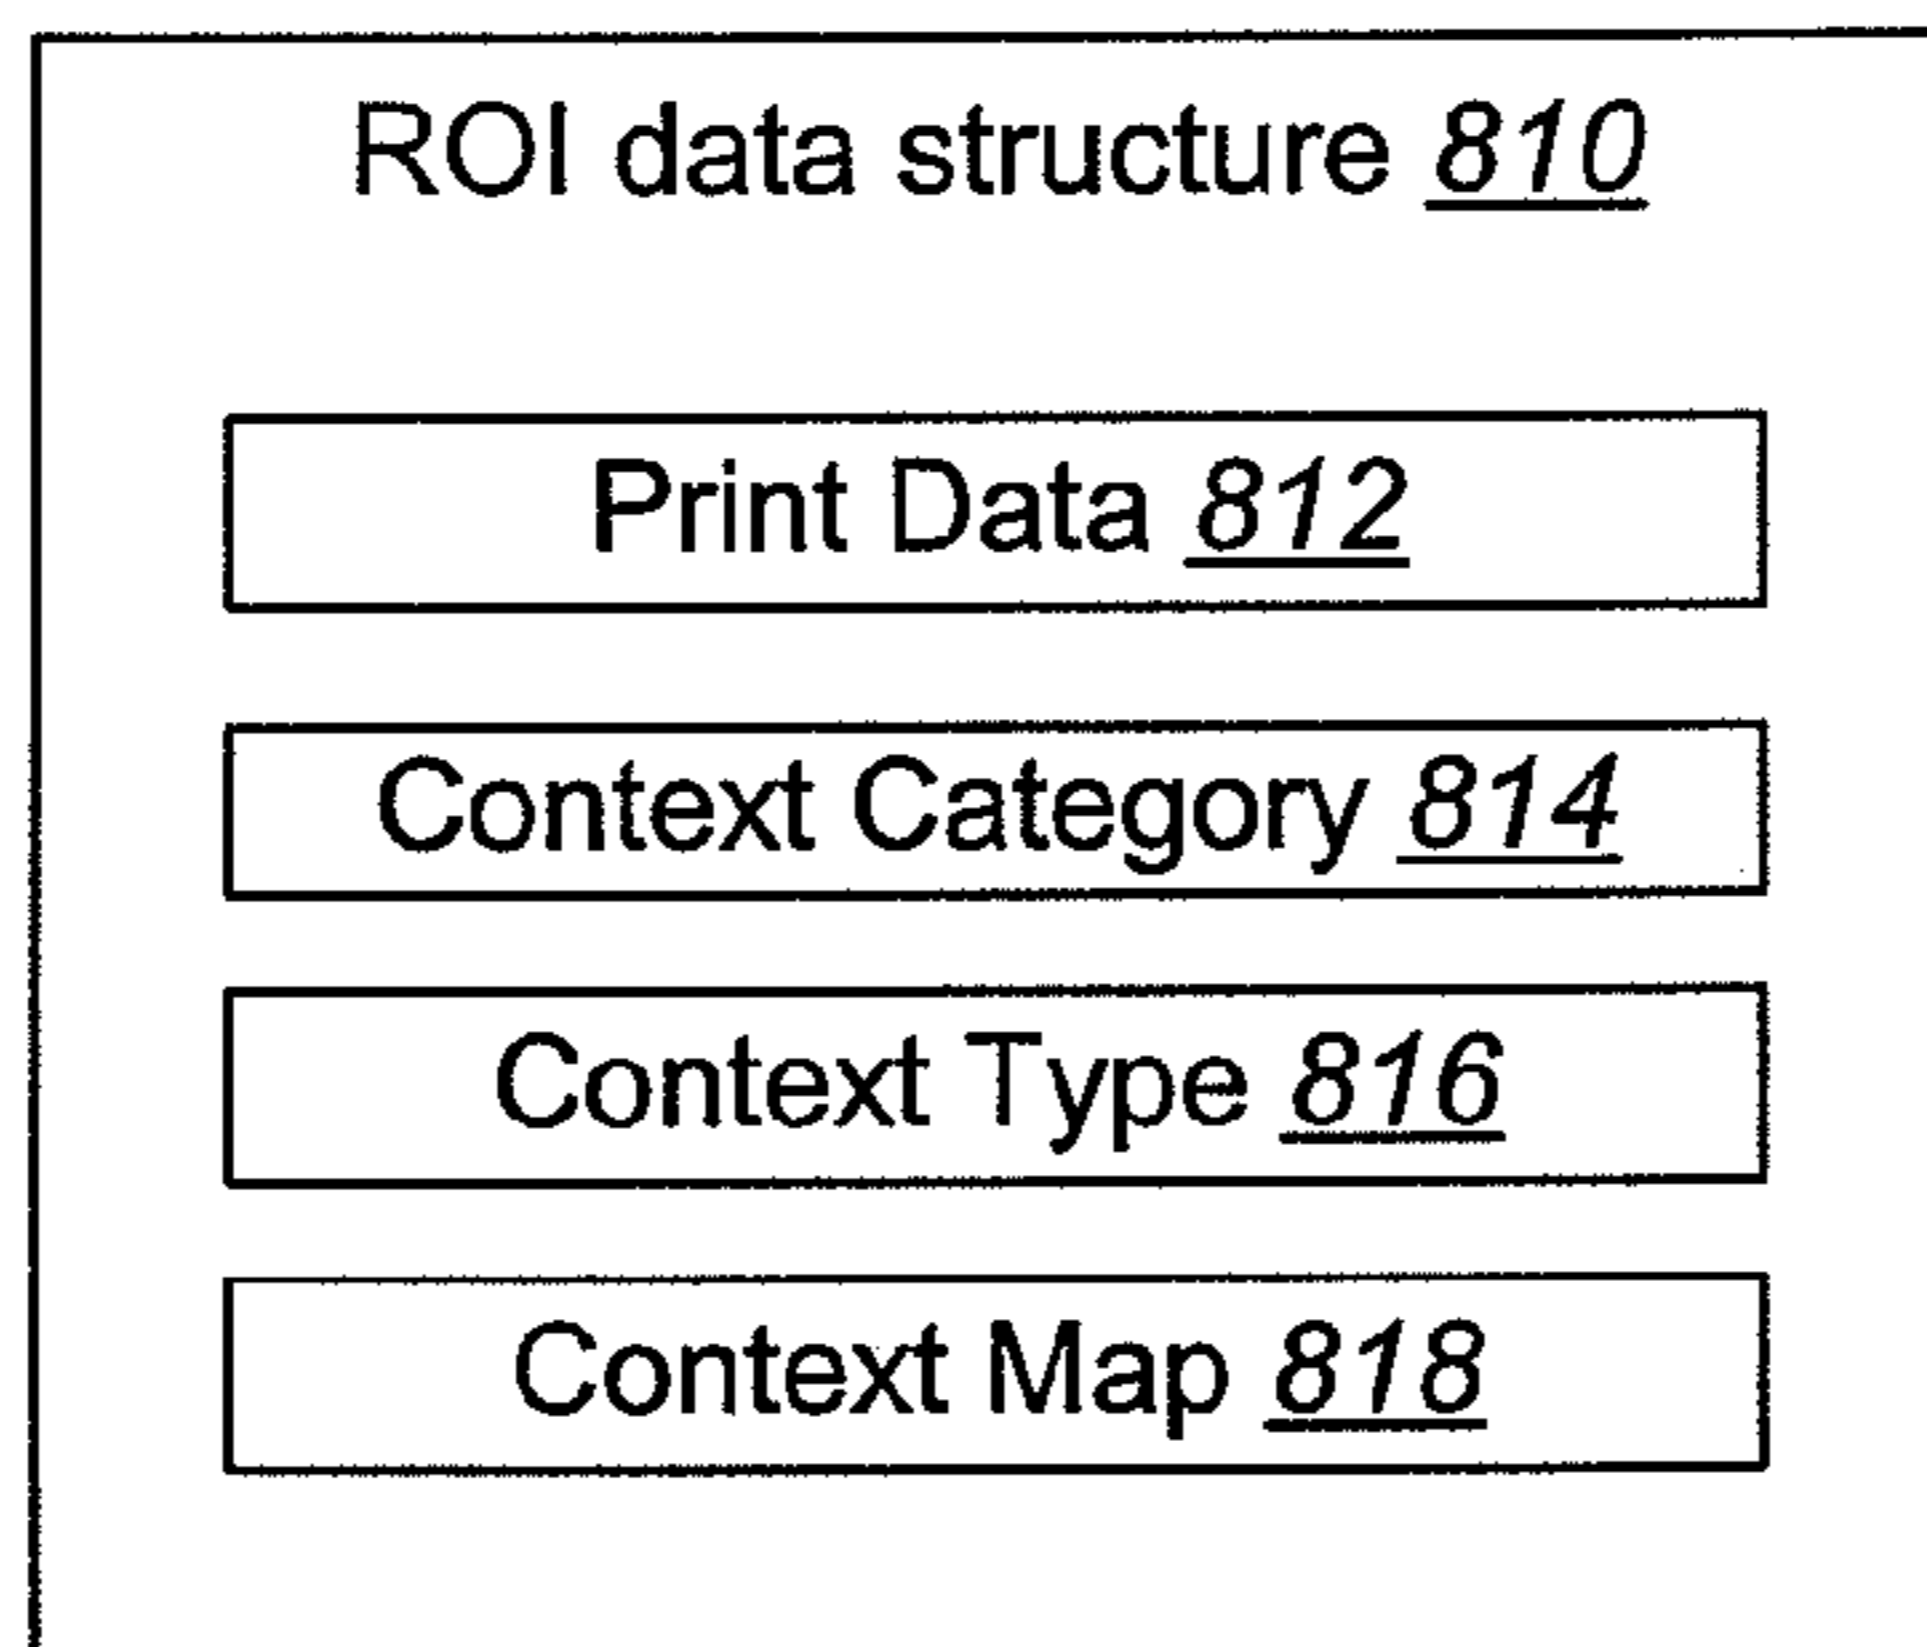 ROI data structure 810
Print Data 812
Context Category 814
Context Type 816
Context Map 818